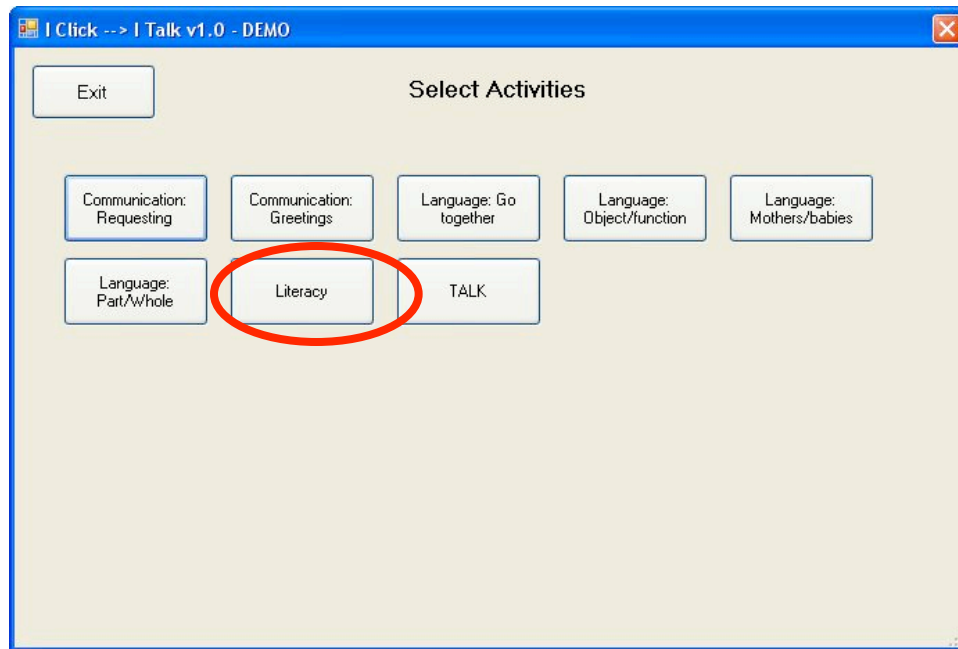 I Click --> I Talk v1.0 - DEMO
Exit
Select Activities
Communication:
Requesting
Communication:
Greetings
Language: Go
together
Language:
Object/function
Language:
Mothers/babies
Language:
Part/Whole
Literacy
TALK